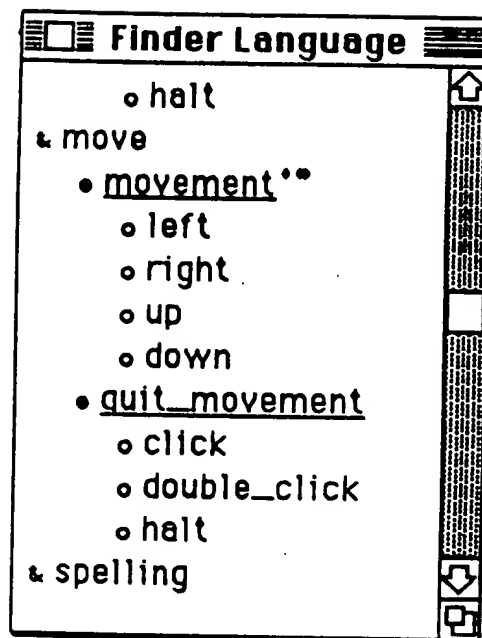 Finder Language
o halt
& move
• movement'∞
o left
o right
o up
o down
• quit_movement
o click
o double_click
o halt
& spelling